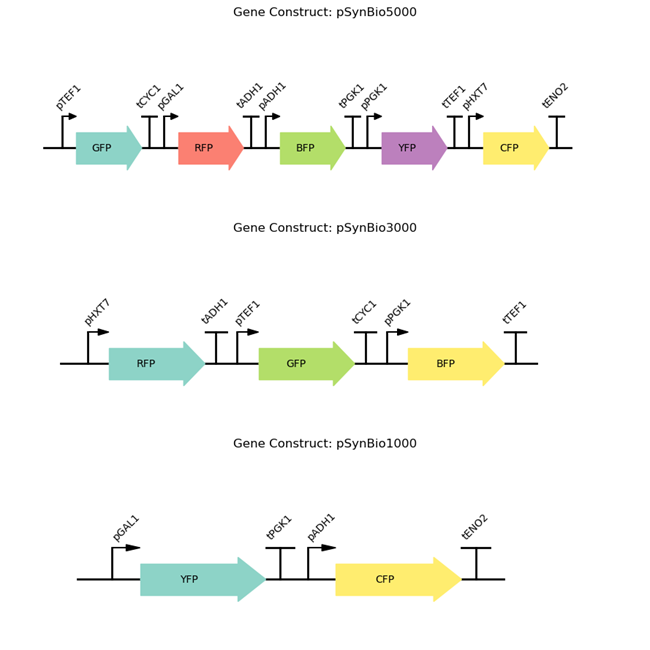 Gene Construct: pSynBio5000
pTEF1 tCYC1 pGAL1 tADH1 pADH1 tPGK1 pPGK1 tTEF1 pHXT7 tENO2
GFP RFP BFP YFP CFP
Gene Construct: pSynBio3000
pHXT7 tADH1 pTEF1 tCYC1 pPGK1 tTEF1
RFP GFP BFP
Gene Construct: pSynBio1000
pGAL1 tPGK1 pADH1 tENO2
YFP CFP